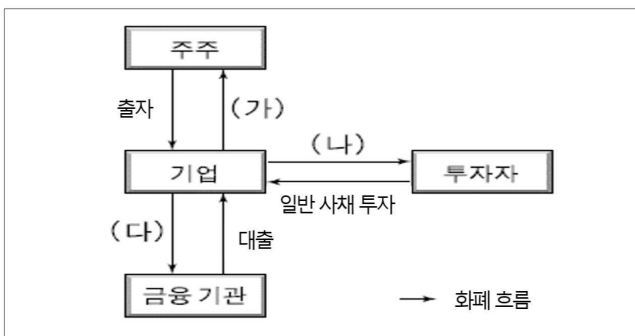 주주
출자
(가)
(나)
기업
투자자
일반 사채 투자
(다)
대출
금융 기관
화폐 흐름